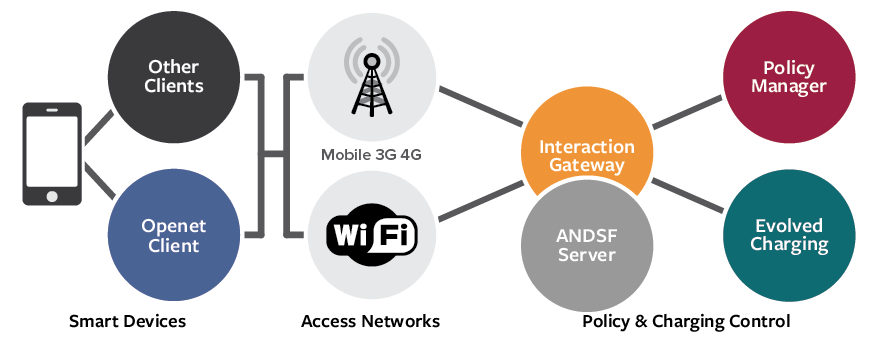 Other
Clients
Openet
Client
Mobile 3G 4G
WiFi
Interaction
Gateway
ANDSF
Server
Policy
Manager
Evolved
Charging
Smart Devices
Access Networks
Policy & Charging Control